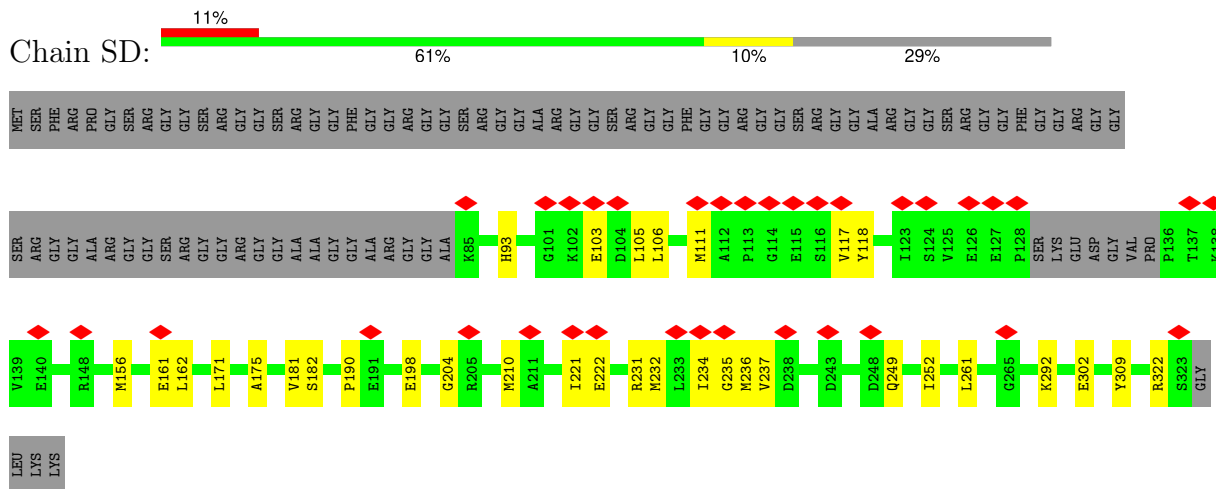 11%
Chain SD:
61% 10% 29%
MET SER PHE ARG PRO GLY SER ARG GLY GLY SER ARG GLY GLY SER ARG GLY GLY PHE GLY GLY ARG GLY GLY SER ARG GLY GLY ALA ARG GLY GLY SER ARG GLY GLY PHE GLY GLY ARG GLY GLY SER ARG GLY GLY ALA ARG GLY GLY SER ARG GLY GLY PHE GLY GLY ARG GLY GLY
SER ARG GLY GLY ALA ARG GLY GLY SER ARG GLY GLY ARG GLY GLY ALA ALA GLY GLY ALA ARG GLY GLY ALA K85 H93 G101 K102 E103 D104 L105 L106 M111 A112 P113 G114 E115 S116 V117 Y118 I123 S124 V125 E126 E127 P128 SER LYS GLU ASP GLY VAL PRO P136 T137 K138
V139 E140 R148 M156 E161 L162 L171 A175 V181 S182 P190 E191 E198 G204 R205 M210 A211 I221 E222 R231 M232 L233 I234 G235 M236 V237 D238 D243 D248 Q249 I252 L261 G265 K292 E302 Y309 R322 S323 GLY
LEU LYS LYS